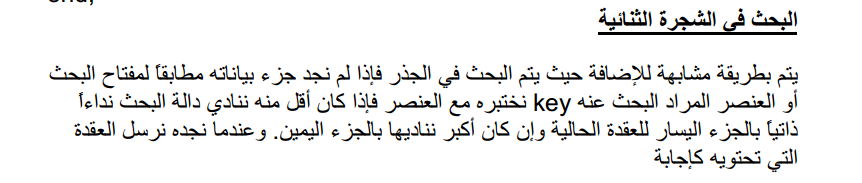 البحث في الشجرة الثنائية
يتم بطريقة مشابهة للإضافة حيث يتم البحث في الجذر فإذا لم نجد جزء بياناته مطابقاً لمفتاح البحث
أو العنصر المراد البحث عنه key نختبره مع العنصر فإذا كان أقل منه ننادي دالة البحث نداءاً
ذاتياً بالجزء اليسار للعقدة الحالية وإن كان أكبر نناديها بالجزء اليمين. وعندما نجده نرسل العقدة
التي تحتويه كإجابة